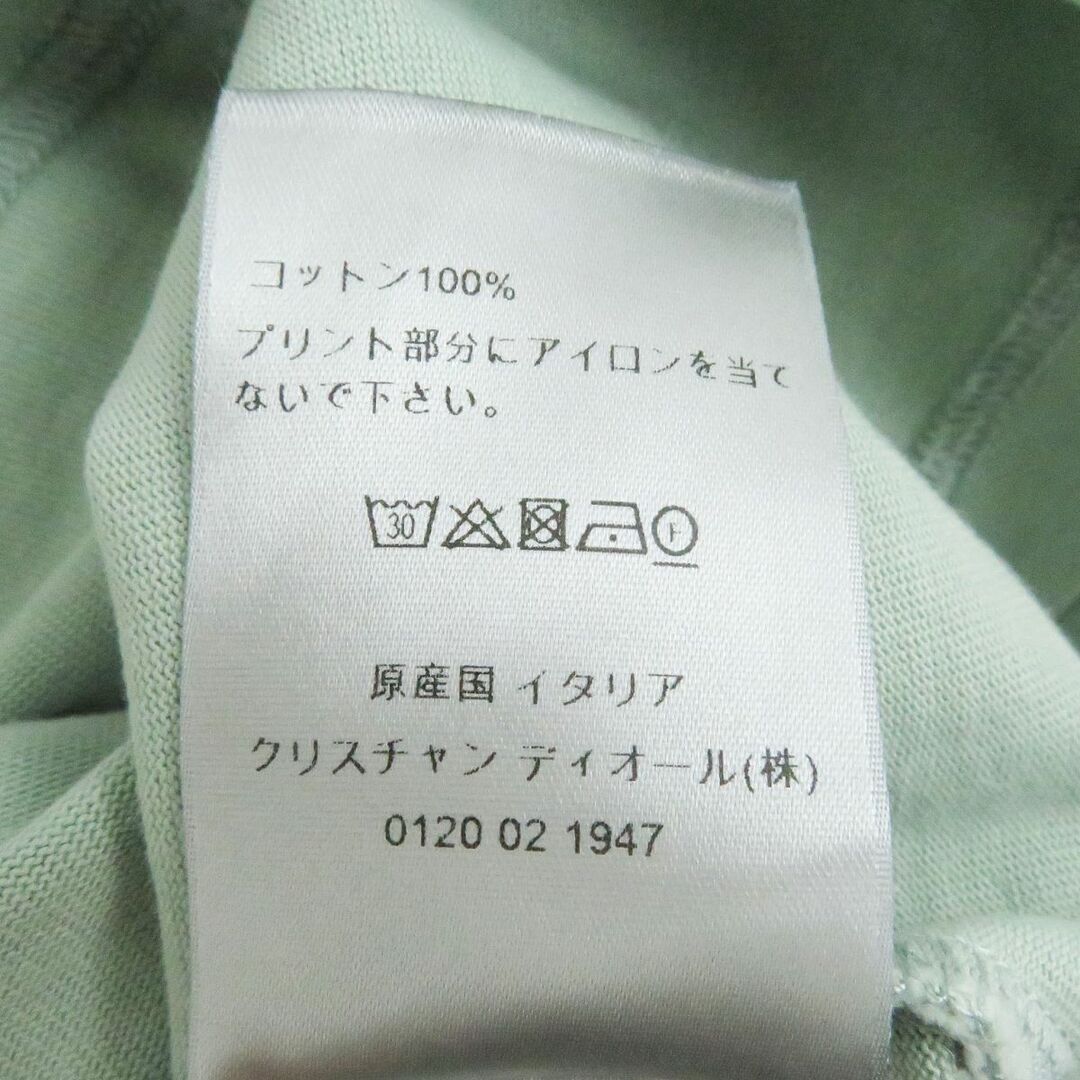 コットン100%
プリント部分にアイロンを当て
ないで下さい。
30 F
原産国 イタリア
クリスチャン ディオール(株)
0120 02 1947